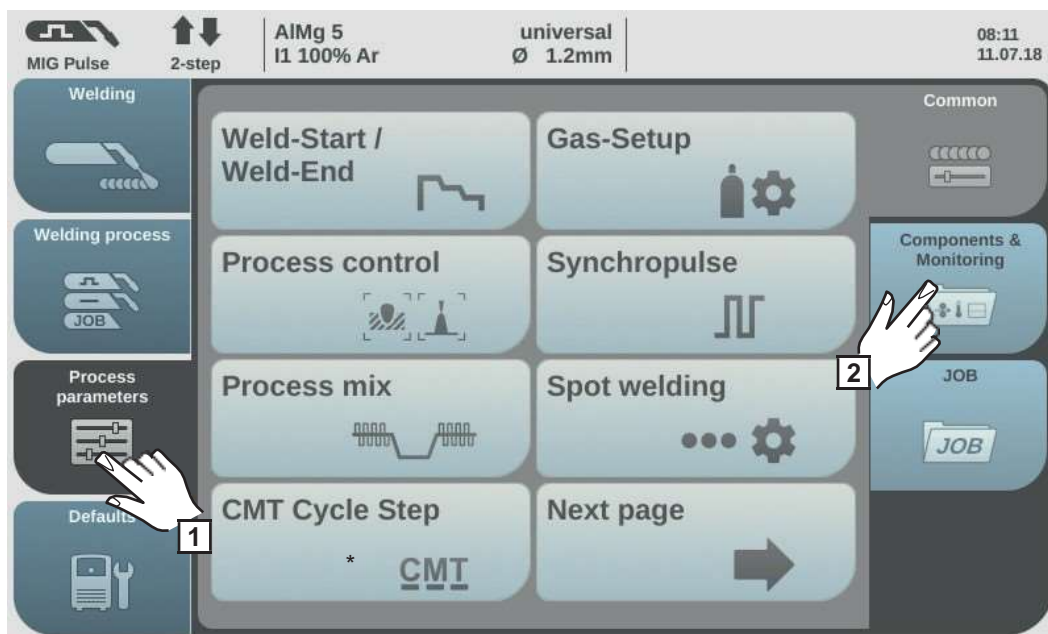 MIG Pulse
2-step
AlMg 5
I1 100% Ar
universal
Ø 1.2mm
08:11
11.07.18
Welding
Welding process
JOB
Process
parameters
1
Defaults
Weld-Start /
Weld-End
Gas-Setup
Process control
Synchropulse
Process mix
Spot welding
CMT Cycle Step
* CMT
Next page
Common
Components &
Monitoring
2
JOB
JOB